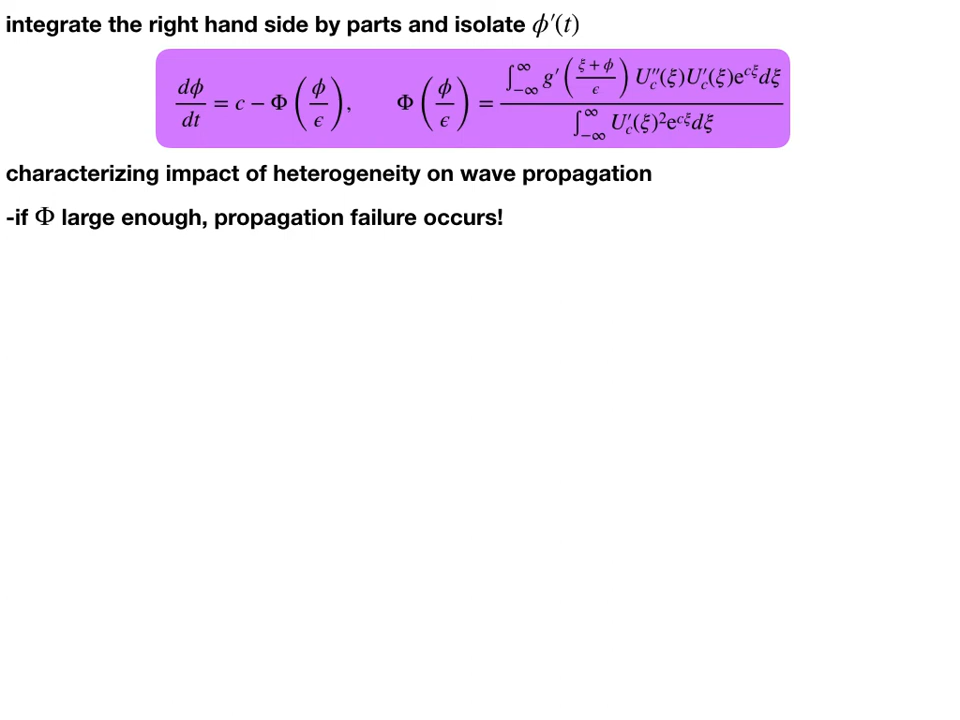 integrate the right hand side by parts and isolate ϕ′(t)
dϕ/dt = c − Φ(ϕ/ϵ), Φ(ϕ/ϵ) = ∫_{−∞}^{∞} g′((ξ + ϕ)/ϵ) U_c″(ξ)U_c′(ξ)e^{cξ}dξ / ∫_{−∞}^{∞} U_c′(ξ)²e^{cξ}dξ
characterizing impact of heterogeneity on wave propagation
-if Φ large enough, propagation failure occurs!